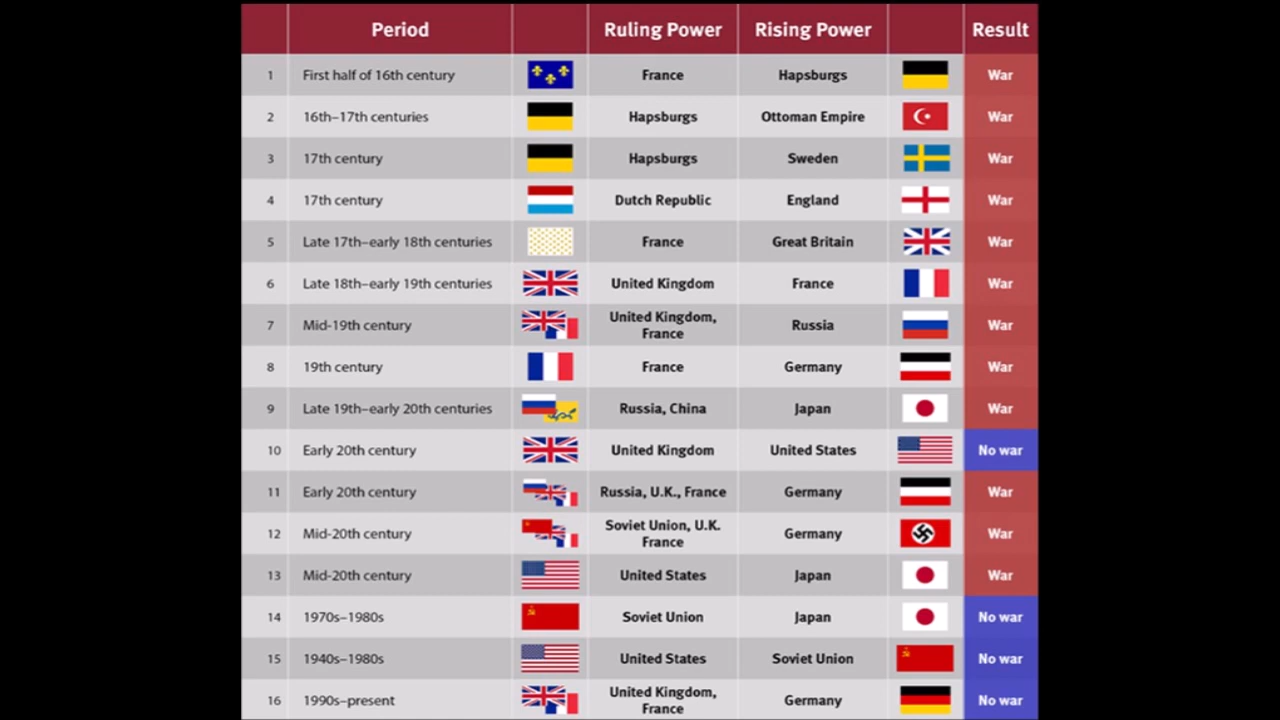 Period Ruling Power Rising Power Result
1 First half of 16th century France Hapsburgs War
2 16th–17th centuries Hapsburgs Ottoman Empire War
3 17th century Hapsburgs Sweden War
4 17th century Dutch Republic England War
5 Late 17th–early 18th centuries France Great Britain War
6 Late 18th–early 19th centuries United Kingdom France War
7 Mid-19th century United Kingdom, France Russia War
8 19th century France Germany War
9 Late 19th–early 20th centuries Russia, China Japan War
10 Early 20th century United Kingdom United States No war
11 Early 20th century Russia, U.K., France Germany War
12 Mid-20th century Soviet Union, U.K. France Germany War
13 Mid-20th century United States Japan War
14 1970s–1980s Soviet Union Japan No war
15 1940s–1980s United States Soviet Union No war
16 1990s–present United Kingdom, France Germany No war